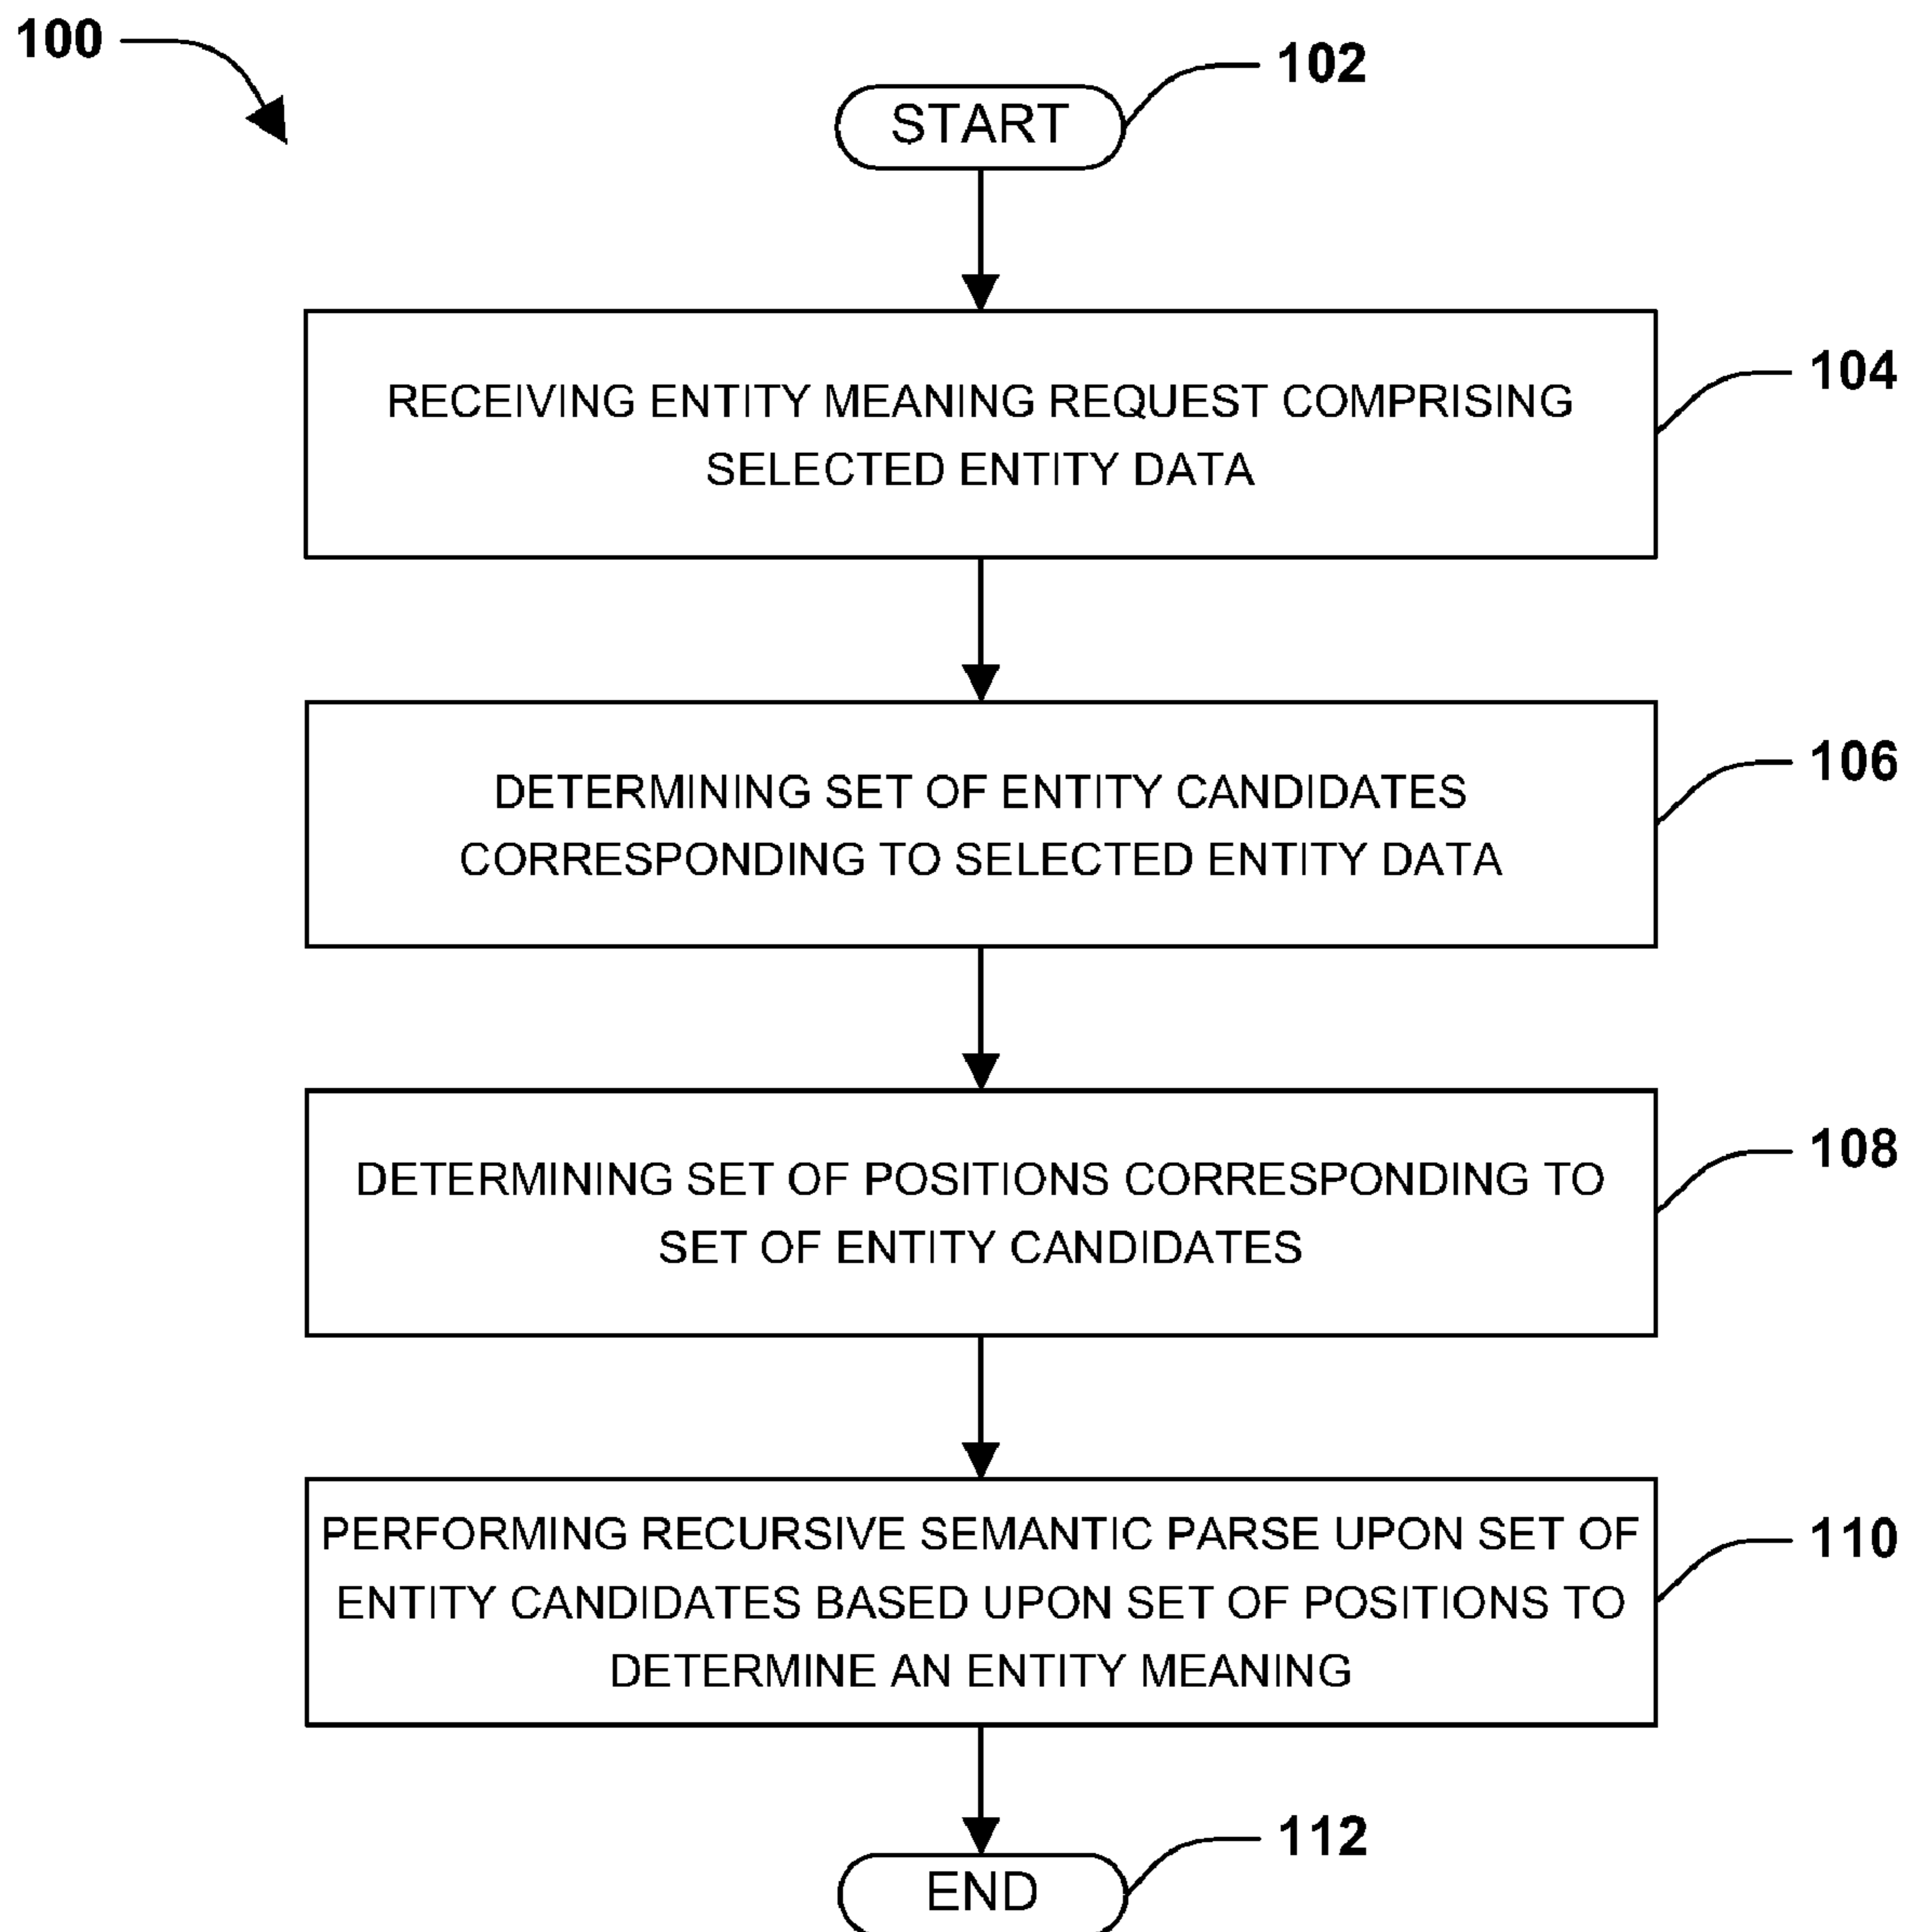 100
102
START
104
RECEIVING ENTITY MEANING REQUEST COMPRISING
SELECTED ENTITY DATA
106
DETERMINING SET OF ENTITY CANDIDATES
CORRESPONDING TO SELECTED ENTITY DATA
108
DETERMINING SET OF POSITIONS CORRESPONDING TO
SET OF ENTITY CANDIDATES
110
PERFORMING RECURSIVE SEMANTIC PARSE UPON SET OF
ENTITY CANDIDATES BASED UPON SET OF POSITIONS TO
DETERMINE AN ENTITY MEANING
112
END